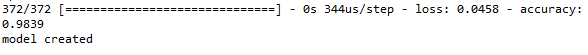 372/372 [==============================] - 0s 344us/step - loss: 0.0458 - accuracy:
0.9839
model created